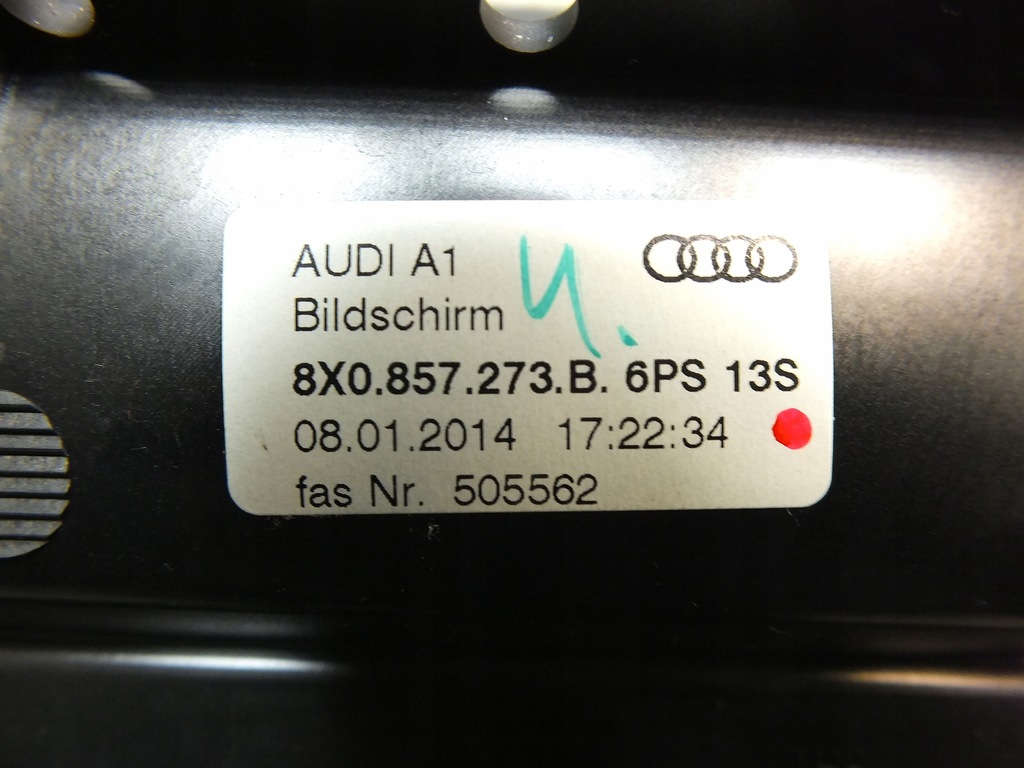 AUDI A1
Bildschirm
8X0.857.273.B. 6PS 13S
08.01.2014 17:22:34
fas Nr. 505562